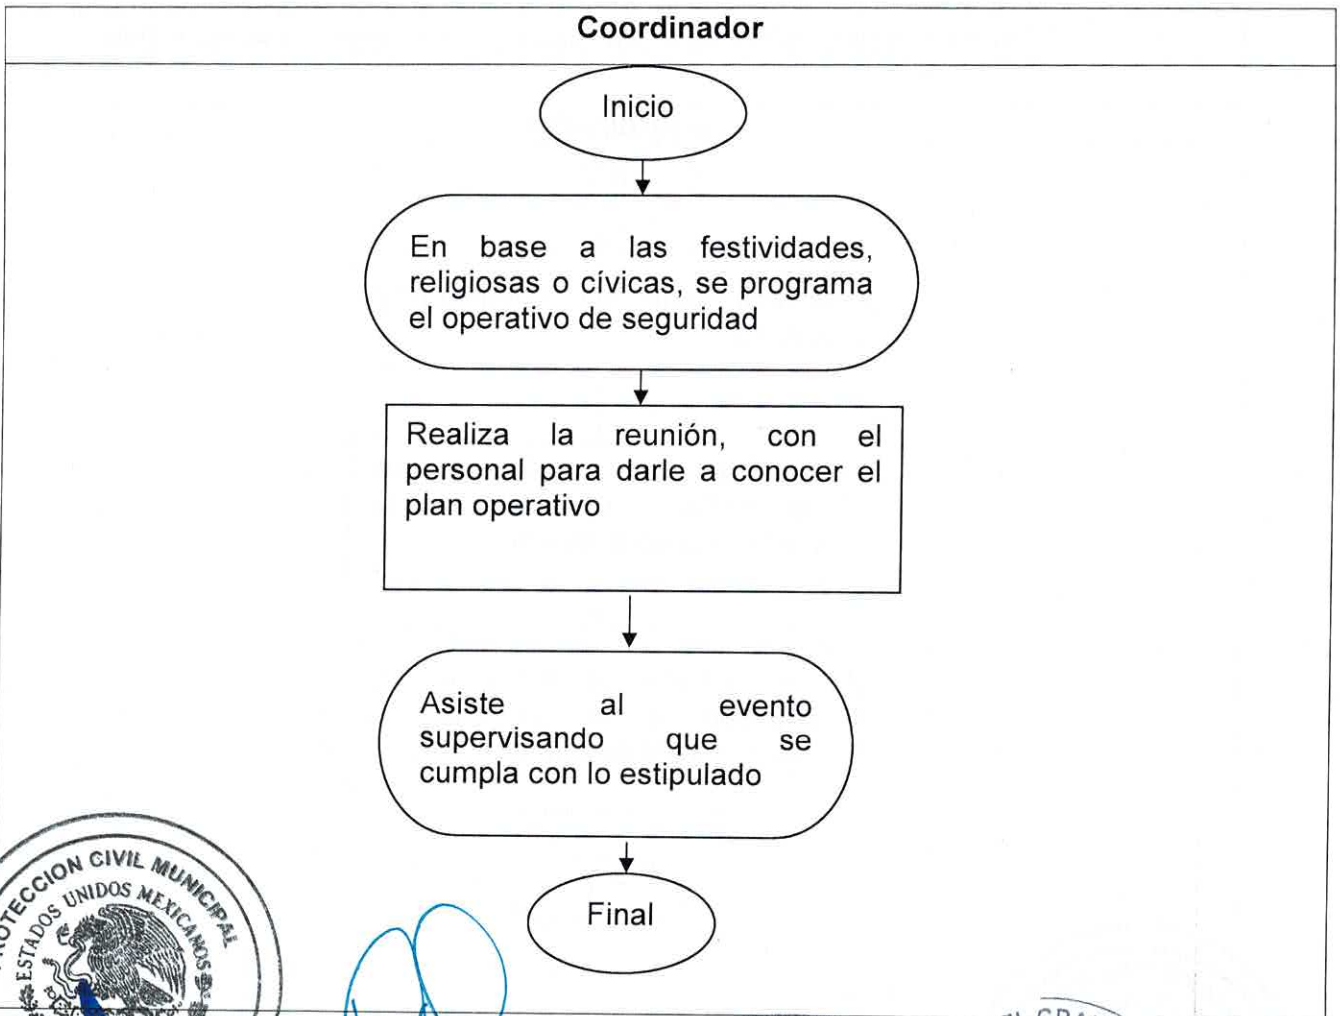 Coordinador
Inicio
En base a las festividades,
religiosas o cívicas, se programa
el operativo de seguridad
Realiza la reunión, con el
personal para darle a conocer el
plan operativo
Asiste al evento
supervisando que se
cumpla con lo estipulado
Final
CIVIL MUNICIPAL
ESTADOS UNIDOS MEXICANOS